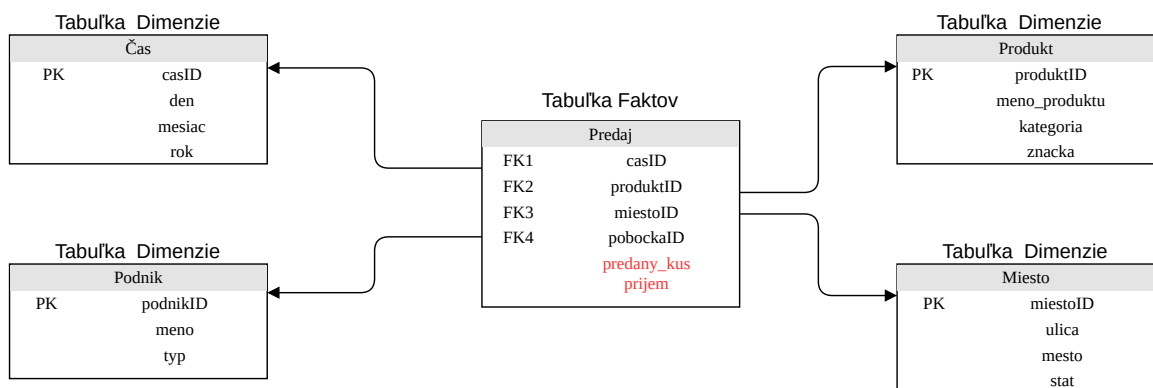 Tabuľka Dimenzie
Čas
PK casID
den
mesiac
rok
Tabuľka Dimenzie
Podnik
PK podnikID
meno
typ
Tabuľka Faktov
Predaj
FK1 casID
FK2 produktID
FK3 miestoID
FK4 pobockaID
predany_kus
prijem
Tabuľka Dimenzie
Produkt
PK produktID
meno_produktu
kategoria
znacka
Tabuľka Dimenzie
Miesto
PK miestoID
ulica
mesto
stat